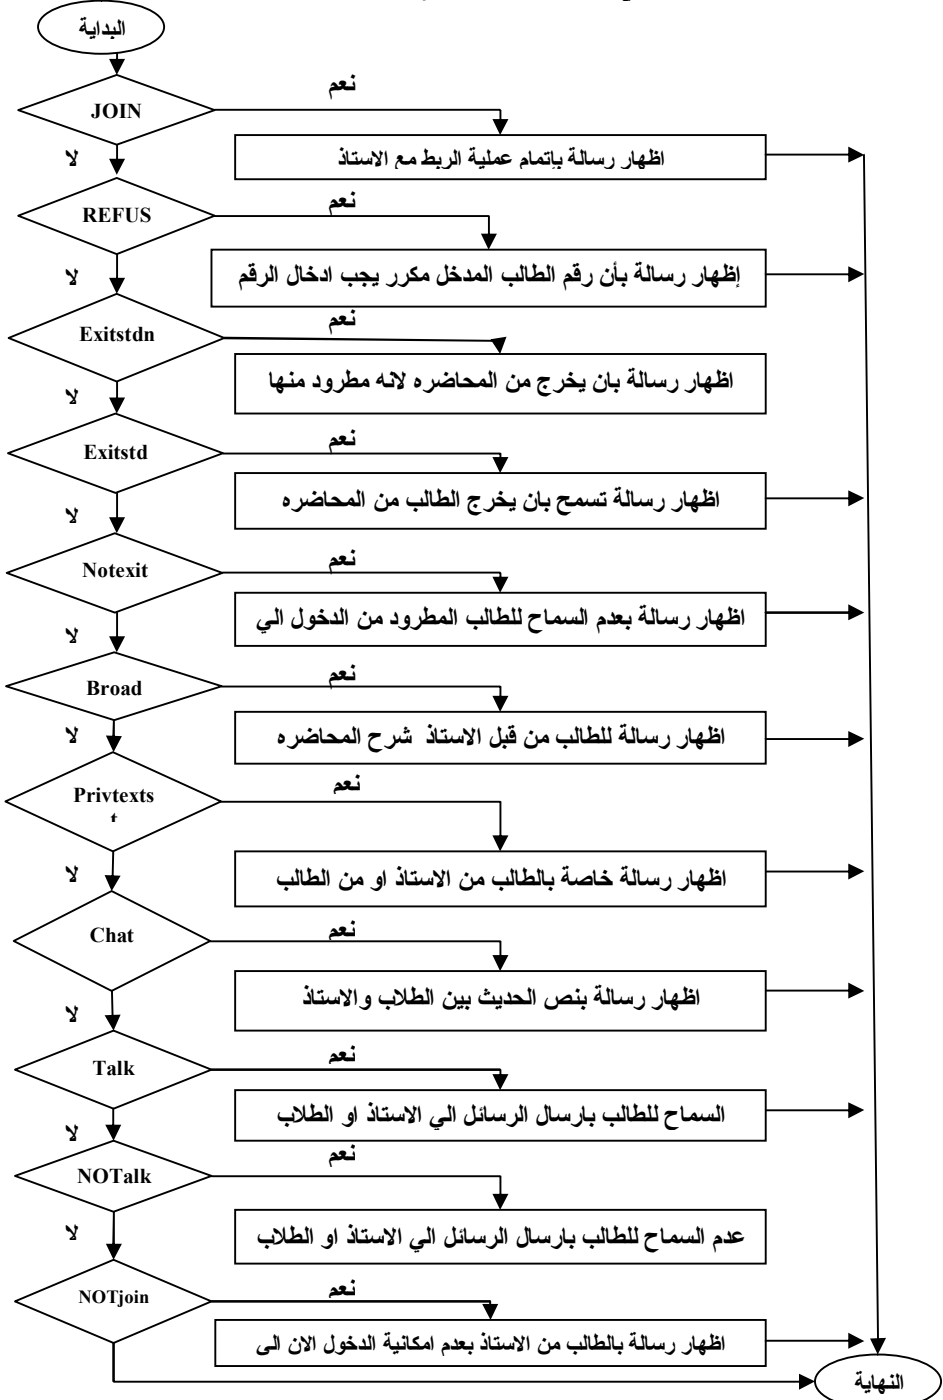 البداية
نعم
JOIN
اظهار رسالة بإتمام عملية الربط مع الاستاذ
لا
نعم
REFUS
إظهار رسالة بأن رقم الطالب المدخل مكرر يجب ادخال الرقم
لا
نعم
Exitstdn
اظهار رسالة بان يخرج من المحاضره لانه مطرود منها
لا
نعم
Exitstd
اظهار رسالة تسمح بان يخرج الطالب من المحاضره
لا
نعم
Notexit
اظهار رسالة بعدم السماح للطالب المطرود من الدخول الي
لا
نعم
Broad
اظهار رسالة للطالب من قبل الاستاذ شرح المحاضره
لا
نعم
Privtexts
t
اظهار رسالة خاصة بالطالب من الاستاذ او من الطالب
لا
نعم
Chat
اظهار رسالة بنص الحديث بين الطلاب والاستاذ
لا
نعم
Talk
السماح للطالب بارسال الرسائل الي الاستاذ او الطلاب
لا
نعم
NOTalk
عدم السماح للطالب بارسال الرسائل الي الاستاذ او الطلاب
لا
نعم
NOTjoin
اظهار رسالة بالطالب من الاستاذ بعدم امكانية الدخول الان الى
النهاية